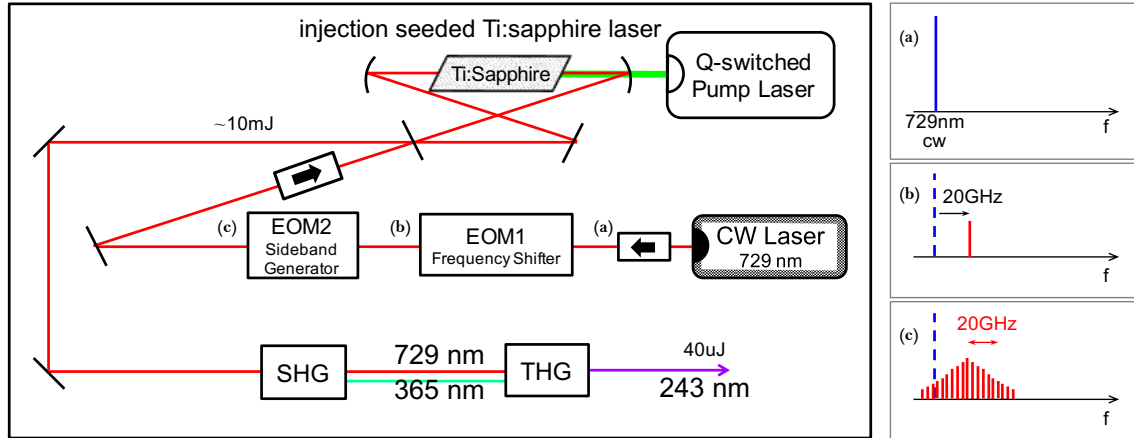 injection seeded Ti:sapphire laser
Ti:Sapphire
Q-switched
Pump Laser
~10mJ
(c)
EOM2
Sideband
Generator
(b)
EOM1
Frequency Shifter
(a)
CW Laser
729 nm
SHG
729 nm
365 nm
THG
40uJ
243 nm
(a)
729nm
cw
f
(b)
20GHz
f
(c)
20GHz
f